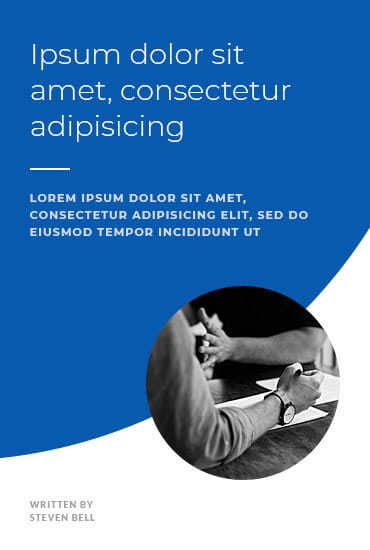 Ipsum dolor sit
amet, consectetur
adipisicing
LOREM IPSUM DOLOR SIT AMET,
CONSECTETUR ADIPISICING ELIT, SED DO
EIUSMOD TEMPOR INCIDIDUNT UT
WRITTEN BY
STEVEN BELL